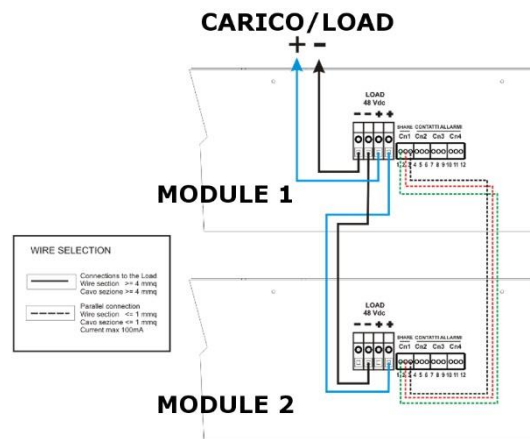 CARICO/LOAD
+ -
LOAD
48 Vdc
- - + +
SHARE CONTATTI ALLARMI
Cn1 Cn2 Cn3 Cn4
1 2 3 4 5 6 7 8 9 10 11 12
MODULE 1
WIRE SELECTION
Connections to the Load
Wire section >= 4 mmq
Cavo sezione >= 4 mmq
Parallel connection
Wire section <= 1 mmq
Cavo sezione <= 1 mmq
Current max 100mA
LOAD
48 Vdc
- - + +
SHARE CONTATTI ALLARMI
Cn1 Cn2 Cn3 Cn4
1 2 3 4 5 6 7 8 9 10 11 12
MODULE 2